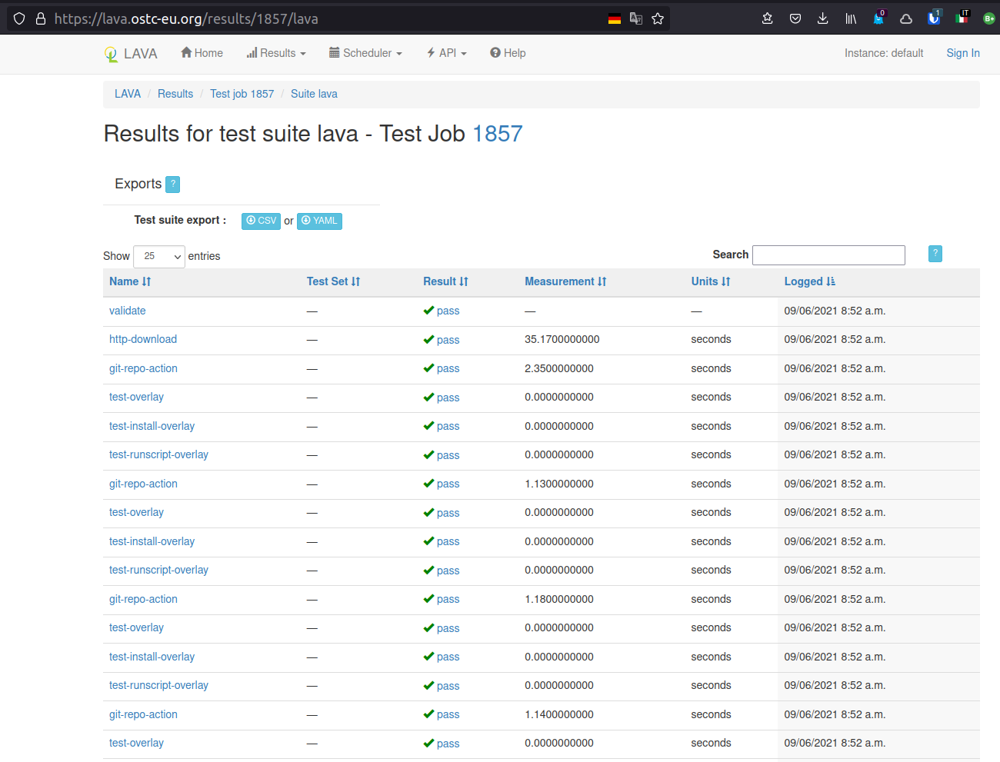 https://lava.ostc-eu.org/results/1857/lava 0 1 IT B+
LAVA Home Results Scheduler API Help Instance: default Sign In
LAVA / Results / Test job 1857 / Suite lava
Results for test suite lava - Test Job 1857
Exports ?
Test suite export : CSV or YAML
Show 25 entries Search ?
Name Test Set Result Measurement Units Logged
validate — pass — — 09/06/2021 8:52 a.m.
http-download — pass 35.1700000000 seconds 09/06/2021 8:52 a.m.
git-repo-action — pass 2.3500000000 seconds 09/06/2021 8:52 a.m.
test-overlay — pass 0.0000000000 seconds 09/06/2021 8:52 a.m.
test-install-overlay — pass 0.0000000000 seconds 09/06/2021 8:52 a.m.
test-runscript-overlay — pass 0.0000000000 seconds 09/06/2021 8:52 a.m.
git-repo-action — pass 1.1300000000 seconds 09/06/2021 8:52 a.m.
test-overlay — pass 0.0000000000 seconds 09/06/2021 8:52 a.m.
test-install-overlay — pass 0.0000000000 seconds 09/06/2021 8:52 a.m.
test-runscript-overlay — pass 0.0000000000 seconds 09/06/2021 8:52 a.m.
git-repo-action — pass 1.1800000000 seconds 09/06/2021 8:52 a.m.
test-overlay — pass 0.0000000000 seconds 09/06/2021 8:52 a.m.
test-install-overlay — pass 0.0000000000 seconds 09/06/2021 8:52 a.m.
test-runscript-overlay — pass 0.0000000000 seconds 09/06/2021 8:52 a.m.
git-repo-action — pass 1.1400000000 seconds 09/06/2021 8:52 a.m.
test-overlay — pass 0.0000000000 seconds 09/06/2021 8:52 a.m.